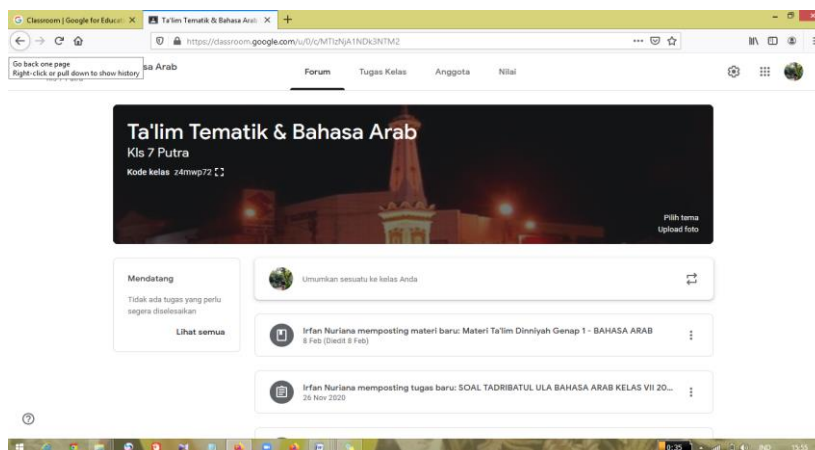 Classroom | Google for Educati
Ta'lim Tematik & Bahasa Arab
https://classroom.google.com/u/0/c/MTIzNjA1NDk3NTM2
Go back one page
Right-click or pull down to show history
sa Arab
Forum
Tugas Kelas
Anggota
Nilai
Ta'lim Tematik & Bahasa Arab
Kls 7 Putra
Kode kelas z4mwp72
Pilih tema
Upload foto
Mendatang
Tidak ada tugas yang perlu
segera diselesaikan
Lihat semua
Umumkan sesuatu ke kelas Anda
Irfan Nuriana memposting materi baru: Materi Ta'lim Dinniyah Genap 1 - BAHASA ARAB
8 Feb (Diedit 8 Feb)
Irfan Nuriana memposting tugas baru: SOAL TADRIBATUL ULA BAHASA ARAB KELAS VII 20...
26 Nov 2020
0:35
IND
15:55